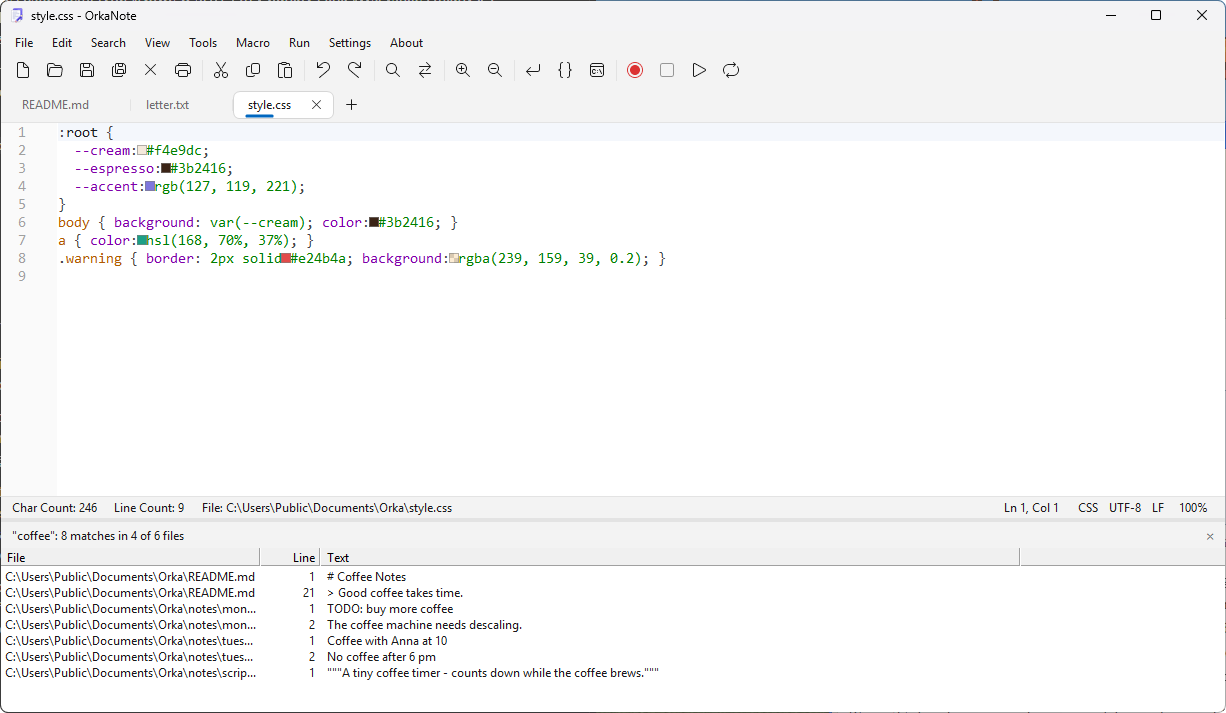 style.css - OrkaNote
File Edit Search View Tools Macro Run Settings About
README.md letter.txt style.css
1 :root {
2 --cream: #f4e9dc;
3 --espresso: #3b2416;
4 --accent: rgb(127, 119, 221);
5 }
6 body { background: var(--cream); color: #3b2416; }
7 a { color: hsl(168, 70%, 37%); }
8 .warning { border: 2px solid #e24b4a; background: rgba(239, 159, 39, 0.2); }
9
Char Count: 246 Line Count: 9 File: C:\Users\Public\Documents\Orka\style.css Ln 1, Col 1 CSS UTF-8 LF 100%
"coffee": 8 matches in 4 of 6 files
File Line Text
C:\Users\Public\Documents\Orka\README.md 1 # Coffee Notes
C:\Users\Public\Documents\Orka\README.md 21 > Good coffee takes time.
C:\Users\Public\Documents\Orka\notes\mon... 1 TODO: buy more coffee
C:\Users\Public\Documents\Orka\notes\mon... 2 The coffee machine needs descaling.
C:\Users\Public\Documents\Orka\notes\tues... 1 Coffee with Anna at 10
C:\Users\Public\Documents\Orka\notes\tues... 2 No coffee after 6 pm
C:\Users\Public\Documents\Orka\notes\scrip... 1 """A tiny coffee timer - counts down while the coffee brews."""